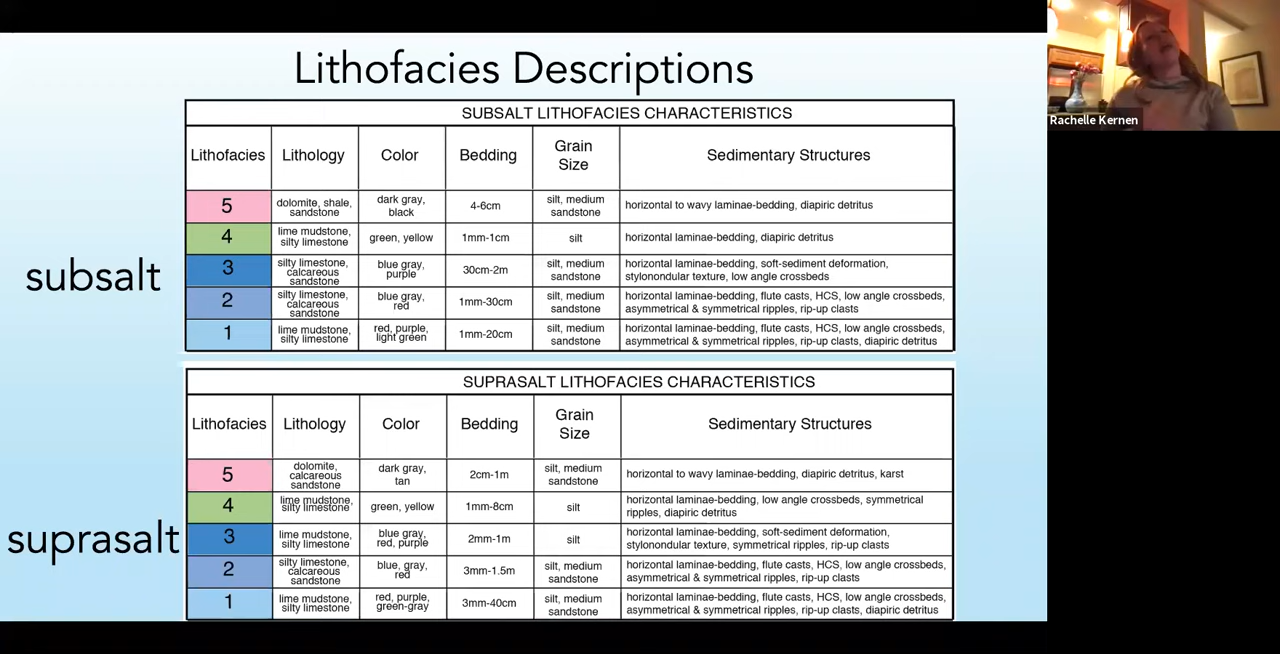 Lithofacies Descriptions
Rachelle Kernen
subsalt
SUBSALT LITHOFACIES CHARACTERISTICS
Lithofacies Lithology Color Bedding Grain Size Sedimentary Structures
5 dolomite, shale, sandstone dark gray, black 4-6cm silt, medium sandstone horizontal to wavy laminae-bedding, diapiric detritus
4 lime mudstone, silty limestone green, yellow 1mm-1cm silt horizontal laminae-bedding, diapiric detritus
3 silty limestone, calcareous sandstone blue gray, purple 30cm-2m silt, medium sandstone horizontal laminae-bedding, soft-sediment deformation, stylonondular texture, low angle crossbeds
2 silty limestone, calcareous sandstone blue gray, red 1mm-30cm silt, medium sandstone horizontal laminae-bedding, flute casts, HCS, low angle crossbeds, asymmetrical & symmetrical ripples, rip-up clasts
1 lime mudstone, silty limestone red, purple, light green 1mm-20cm silt, medium sandstone horizontal laminae-bedding, flute casts, HCS, low angle crossbeds, asymmetrical & symmetrical ripples, rip-up clasts, diapiric detritus
suprasalt
SUPRASALT LITHOFACIES CHARACTERISTICS
Lithofacies Lithology Color Bedding Grain Size Sedimentary Structures
5 dolomite, calcareous sandstone dark gray, tan 2cm-1m silt, medium sandstone horizontal to wavy laminae-bedding, diapiric detritus, karst
4 lime mudstone, silty limestone green, yellow 1mm-8cm silt horizontal laminae-bedding, low angle crossbeds, symmetrical ripples, diapiric detritus
3 lime mudstone, silty limestone blue gray, red, purple 2mm-1m silt horizontal laminae-bedding, soft-sediment deformation, stylonondular texture, symmetrical ripples, rip-up clasts
2 silty limestone, calcareous sandstone blue, gray, red 3mm-1.5m silt, medium sandstone horizontal laminae-bedding, flute casts, HCS, low angle crossbeds, asymmetrical & symmetrical ripples, rip-up clasts
1 lime mudstone, silty limestone red, purple, green-gray 3mm-40cm silt, medium sandstone horizontal laminae-bedding, flute casts, HCS, low angle crossbeds, asymmetrical & symmetrical ripples, rip-up clasts, diapiric detritus